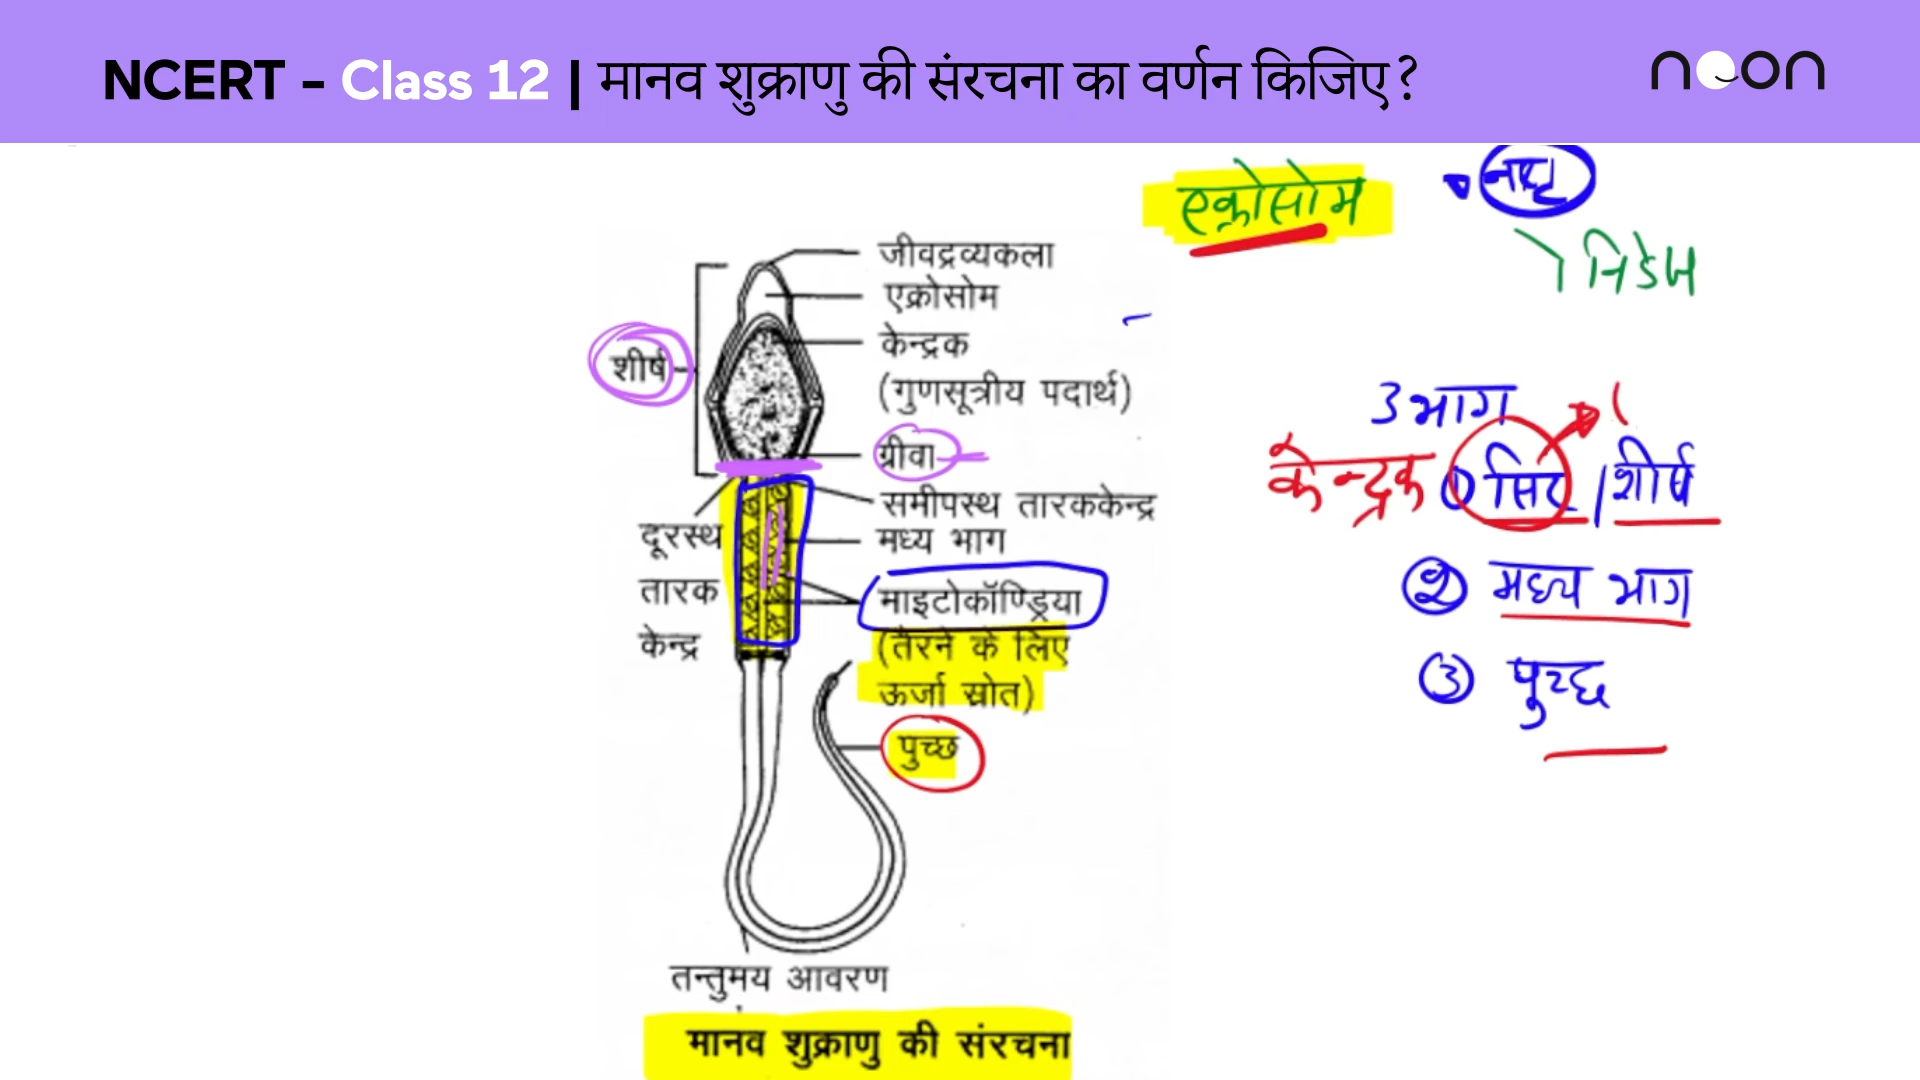 NCERT - Class 12 | मानव शुक्राणु की संरचना का वर्णन किजिए?
noon
एक्रोसोम
जीवद्रव्यकला
एक्रोसोम
केन्द्रक
(गुणसूत्रीय पदार्थ)
शीर्ष
ग्रीवा
समीपस्थ तारककेन्द्र
दूरस्थ
तारक
केन्द्र
मध्य भाग
माइटोकॉण्ड्रिया
(तैरने के लिए
ऊर्जा स्रोत)
पुच्छ
तन्तुमय आवरण
मानव शुक्राणु की संरचना
3 भाग
केन्द्रक ① सिर / शीर्ष
② मध्य भाग
③ पुच्छ